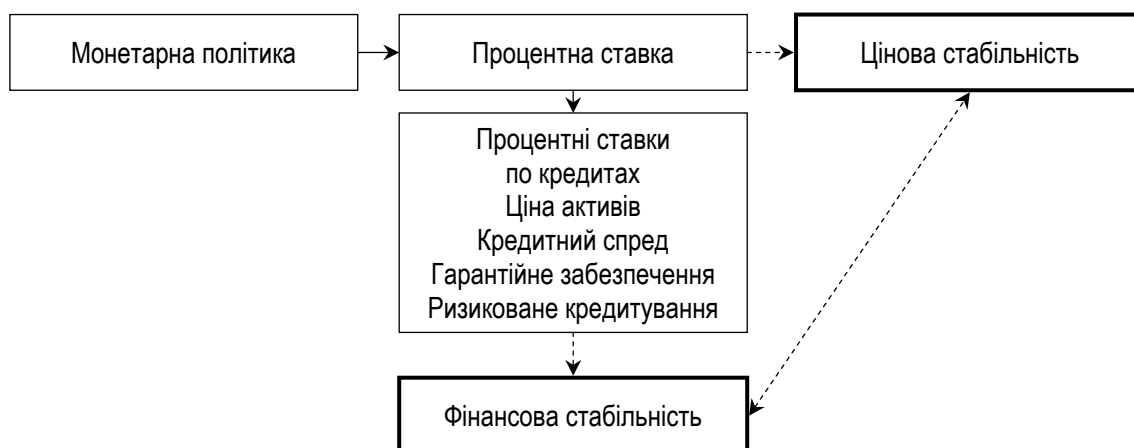 Монетарна політика
Процентна ставка
Цінова стабільність
Процентні ставки
по кредитах
Ціна активів
Кредитний спред
Гарантійне забезпечення
Ризиковане кредитування
Фінансова стабільність